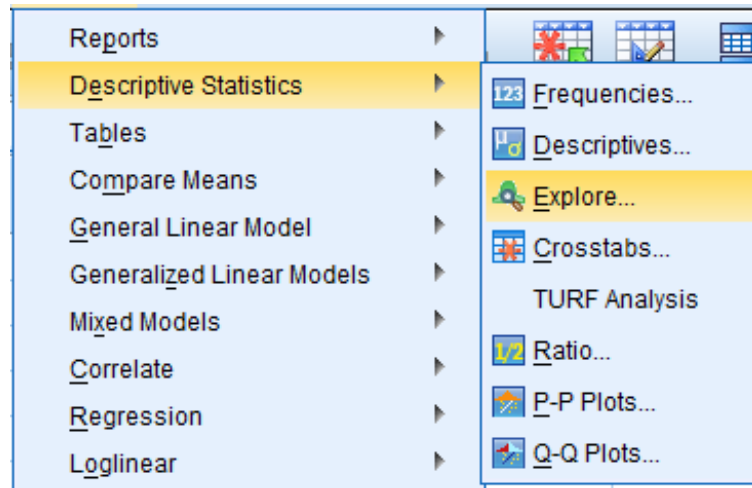 Reports
Descriptive Statistics
Tables
Compare Means
General Linear Model
Generalized Linear Models
Mixed Models
Correlate
Regression
Loglinear
123 Frequencies...
μσ Descriptives...
Explore...
Crosstabs...
TURF Analysis
1/2 Ratio...
P-P Plots...
Q-Q Plots...